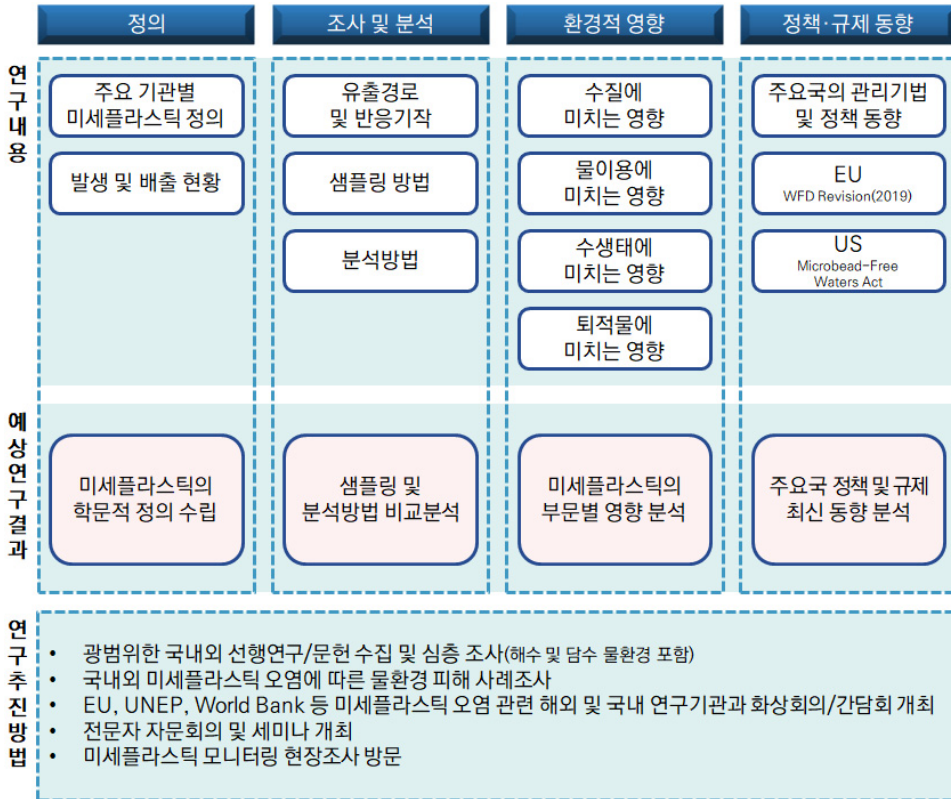 정의
조사 및 분석
환경적 영향
정책·규제 동향
연구내용
주요 기관별
미세플라스틱 정의
발생 및 배출 현황
유출경로
및 반응기작
샘플링 방법
분석방법
수질에
미치는 영향
물이용에
미치는 영향
수생태에
미치는 영향
퇴적물에
미치는 영향
주요국의 관리기법
및 정책 동향
EU
WFD Revision(2019)
US
Microbead-Free
Waters Act
예상연구결과
미세플라스틱의
학문적 정의 수립
샘플링 및
분석방법 비교분석
미세플라스틱의
부문별 영향 분석
주요국 정책 및 규제
최신 동향 분석
연구추진방법
• 광범위한 국내외 선행연구/문헌 수집 및 심층 조사(해수 및 담수 물환경 포함)
• 국내외 미세플라스틱 오염에 따른 물환경 피해 사례조사
• EU, UNEP, World Bank 등 미세플라스틱 오염 관련 해외 및 국내 연구기관과 화상회의/간담회 개최
• 전문자 자문회의 및 세미나 개최
• 미세플라스틱 모니터링 현장조사 방문